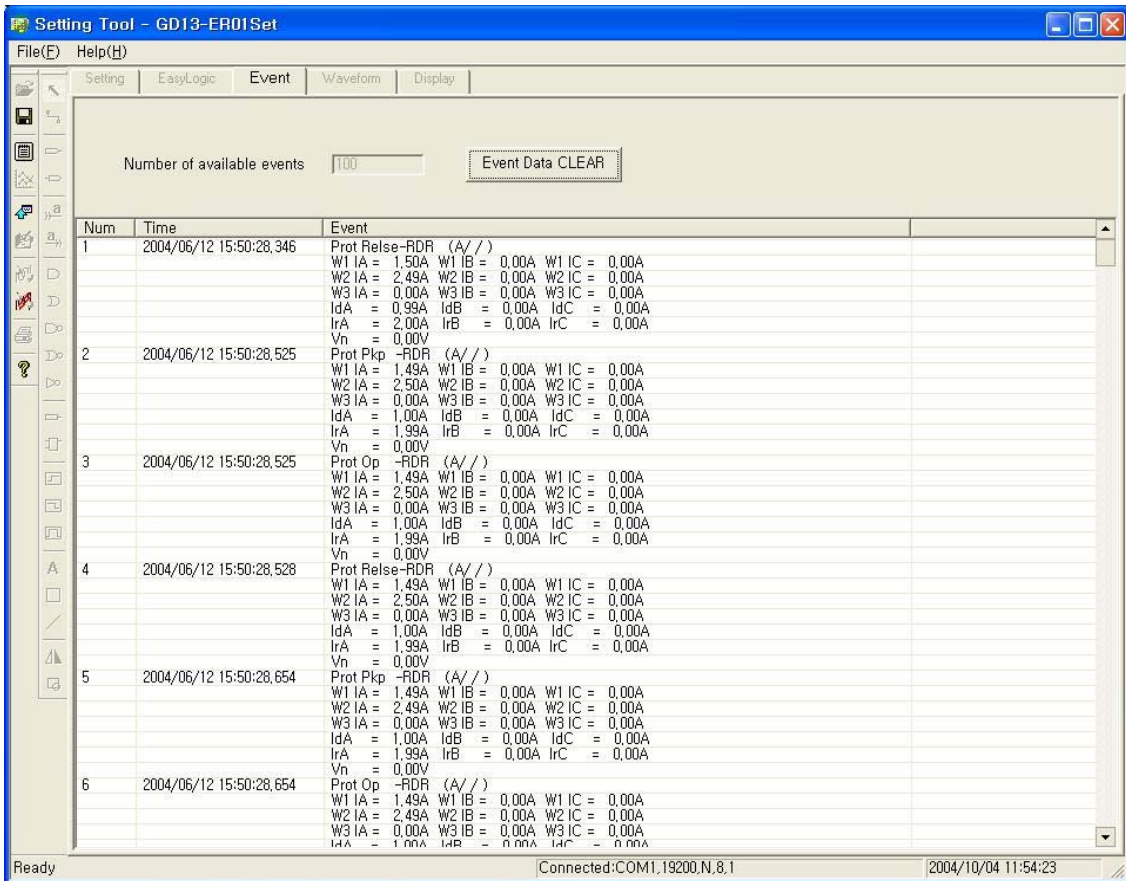 Setting Tool - GD13-ER01Set
File(F) Help(H)
Setting EasyLogic Event Waveform Display
Number of available events 100 Event Data CLEAR
Num Time Event
1 2004/06/12 15:50:28,346 Prot Relse-RDR (A/ / )
W1 IA = 1,50A W1 IB = 0,00A W1 IC = 0,00A
W2 IA = 2,49A W2 IB = 0,00A W2 IC = 0,00A
W3 IA = 0,00A W3 IB = 0,00A W3 IC = 0,00A
IdA = 0,99A IdB = 0,00A IdC = 0,00A
IrA = 2,00A IrB = 0,00A IrC = 0,00A
Vn = 0,00V
2 2004/06/12 15:50:28,525 Prot Pkp -RDR (A/ / )
W1 IA = 1,49A W1 IB = 0,00A W1 IC = 0,00A
W2 IA = 2,50A W2 IB = 0,00A W2 IC = 0,00A
W3 IA = 0,00A W3 IB = 0,00A W3 IC = 0,00A
IdA = 1,00A IdB = 0,00A IdC = 0,00A
IrA = 1,99A IrB = 0,00A IrC = 0,00A
Vn = 0,00V
3 2004/06/12 15:50:28,525 Prot Op -RDR (A/ / )
W1 IA = 1,49A W1 IB = 0,00A W1 IC = 0,00A
W2 IA = 2,50A W2 IB = 0,00A W2 IC = 0,00A
W3 IA = 0,00A W3 IB = 0,00A W3 IC = 0,00A
IdA = 1,00A IdB = 0,00A IdC = 0,00A
IrA = 1,99A IrB = 0,00A IrC = 0,00A
Vn = 0,00V
4 2004/06/12 15:50:28,528 Prot Relse-RDR (A/ / )
W1 IA = 1,49A W1 IB = 0,00A W1 IC = 0,00A
W2 IA = 2,50A W2 IB = 0,00A W2 IC = 0,00A
W3 IA = 0,00A W3 IB = 0,00A W3 IC = 0,00A
IdA = 1,00A IdB = 0,00A IdC = 0,00A
IrA = 1,99A IrB = 0,00A IrC = 0,00A
Vn = 0,00V
5 2004/06/12 15:50:28,654 Prot Pkp -RDR (A/ / )
W1 IA = 1,49A W1 IB = 0,00A W1 IC = 0,00A
W2 IA = 2,49A W2 IB = 0,00A W2 IC = 0,00A
W3 IA = 0,00A W3 IB = 0,00A W3 IC = 0,00A
IdA = 1,00A IdB = 0,00A IdC = 0,00A
IrA = 1,99A IrB = 0,00A IrC = 0,00A
Vn = 0,00V
6 2004/06/12 15:50:28,654 Prot Op -RDR (A/ / )
W1 IA = 1,49A W1 IB = 0,00A W1 IC = 0,00A
W2 IA = 2,49A W2 IB = 0,00A W2 IC = 0,00A
W3 IA = 0,00A W3 IB = 0,00A W3 IC = 0,00A
IdA = 1,00A IdB = 0,00A IdC = 0,00A
Ready Connected:COM1,19200,N,8,1 2004/10/04 11:54:23